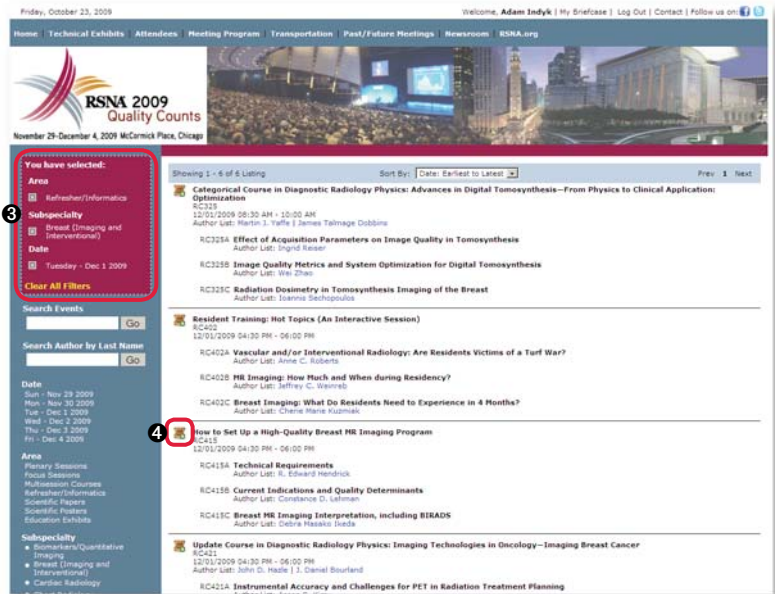 Friday, October 23, 2009
Welcome, Adam Indyk | My Briefcase | Log Out | Contact | Follow us on:
Home | Technical Exhibits | Attendees | Meeting Program | Transportation | Past/Future Meetings | Newsroom | RSNA.org
RSNA 2009
Quality Counts
November 29-December 4, 2009 McCormick Place, Chicago
3
You have selected:
Area
Refresher/Informatics
Subspecialty
Breast (Imaging and
Interventional)
Date
Tuesday - Dec 1 2009
Clear All Filters
Search Events
Go
Search Author by Last Name
Go
Date
Sun - Nov 29 2009
Mon - Nov 30 2009
Tue - Dec 1 2009
Wed - Dec 2 2009
Thu - Dec 3 2009
Fri - Dec 4 2009
Area
Plenary Sessions
Focus Sessions
Multisession Courses
Refresher/Informatics
Scientific Papers
Scientific Posters
Education Exhibits
Subspecialty
Biomarkers/Quantitative
Imaging
Breast (Imaging and
Interventional)
Cardiac Radiology
Showing 1 - 6 of 6 Listing
Sort By: Date: Earliest to Latest
Prev 1 Next
Categorical Course in Diagnostic Radiology Physics: Advances in Digital Tomosynthesis—From Physics to Clinical Application:
Optimization
RC325
12/01/2009 08:30 AM - 10:00 AM
Author List: Martin J. Yaffe | James Talmage Dobbins
RC325A Effect of Acquisition Parameters on Image Quality in Tomosynthesis
Author List: Ingrid Reiser
RC325B Image Quality Metrics and System Optimization for Digital Tomosynthesis
Author List: Wei Zhao
RC325C Radiation Dosimetry in Tomosynthesis Imaging of the Breast
Author List: Ioannis Sechopoulos
Resident Training: Hot Topics (An Interactive Session)
RC402
12/01/2009 04:30 PM - 06:00 PM
RC402A Vascular and/or Interventional Radiology: Are Residents Victims of a Turf War?
Author List: Anne C. Roberts
RC402B MR Imaging: How Much and When during Residency?
Author List: Jeffrey C. Weinreb
RC402C Breast Imaging: What Do Residents Need to Experience in 4 Months?
Author List: Cherie Marie Kuzmiak
4
How to Set Up a High-Quality Breast MR Imaging Program
RC415
12/01/2009 04:30 PM - 06:00 PM
RC415A Technical Requirements
Author List: R. Edward Hendrick
RC415B Current Indications and Quality Determinants
Author List: Constance D. Lehman
RC415C Breast MR Imaging Interpretation, including BIRADS
Author List: Debra Masako Ikeda
Update Course in Diagnostic Radiology Physics: Imaging Technologies in Oncology—Imaging Breast Cancer
RC421
12/01/2009 04:30 PM - 06:00 PM
Author List: John D. Hazle | J. Daniel Bourland
RC421A Instrumental Accuracy and Challenges for PET in Radiation Treatment Planning